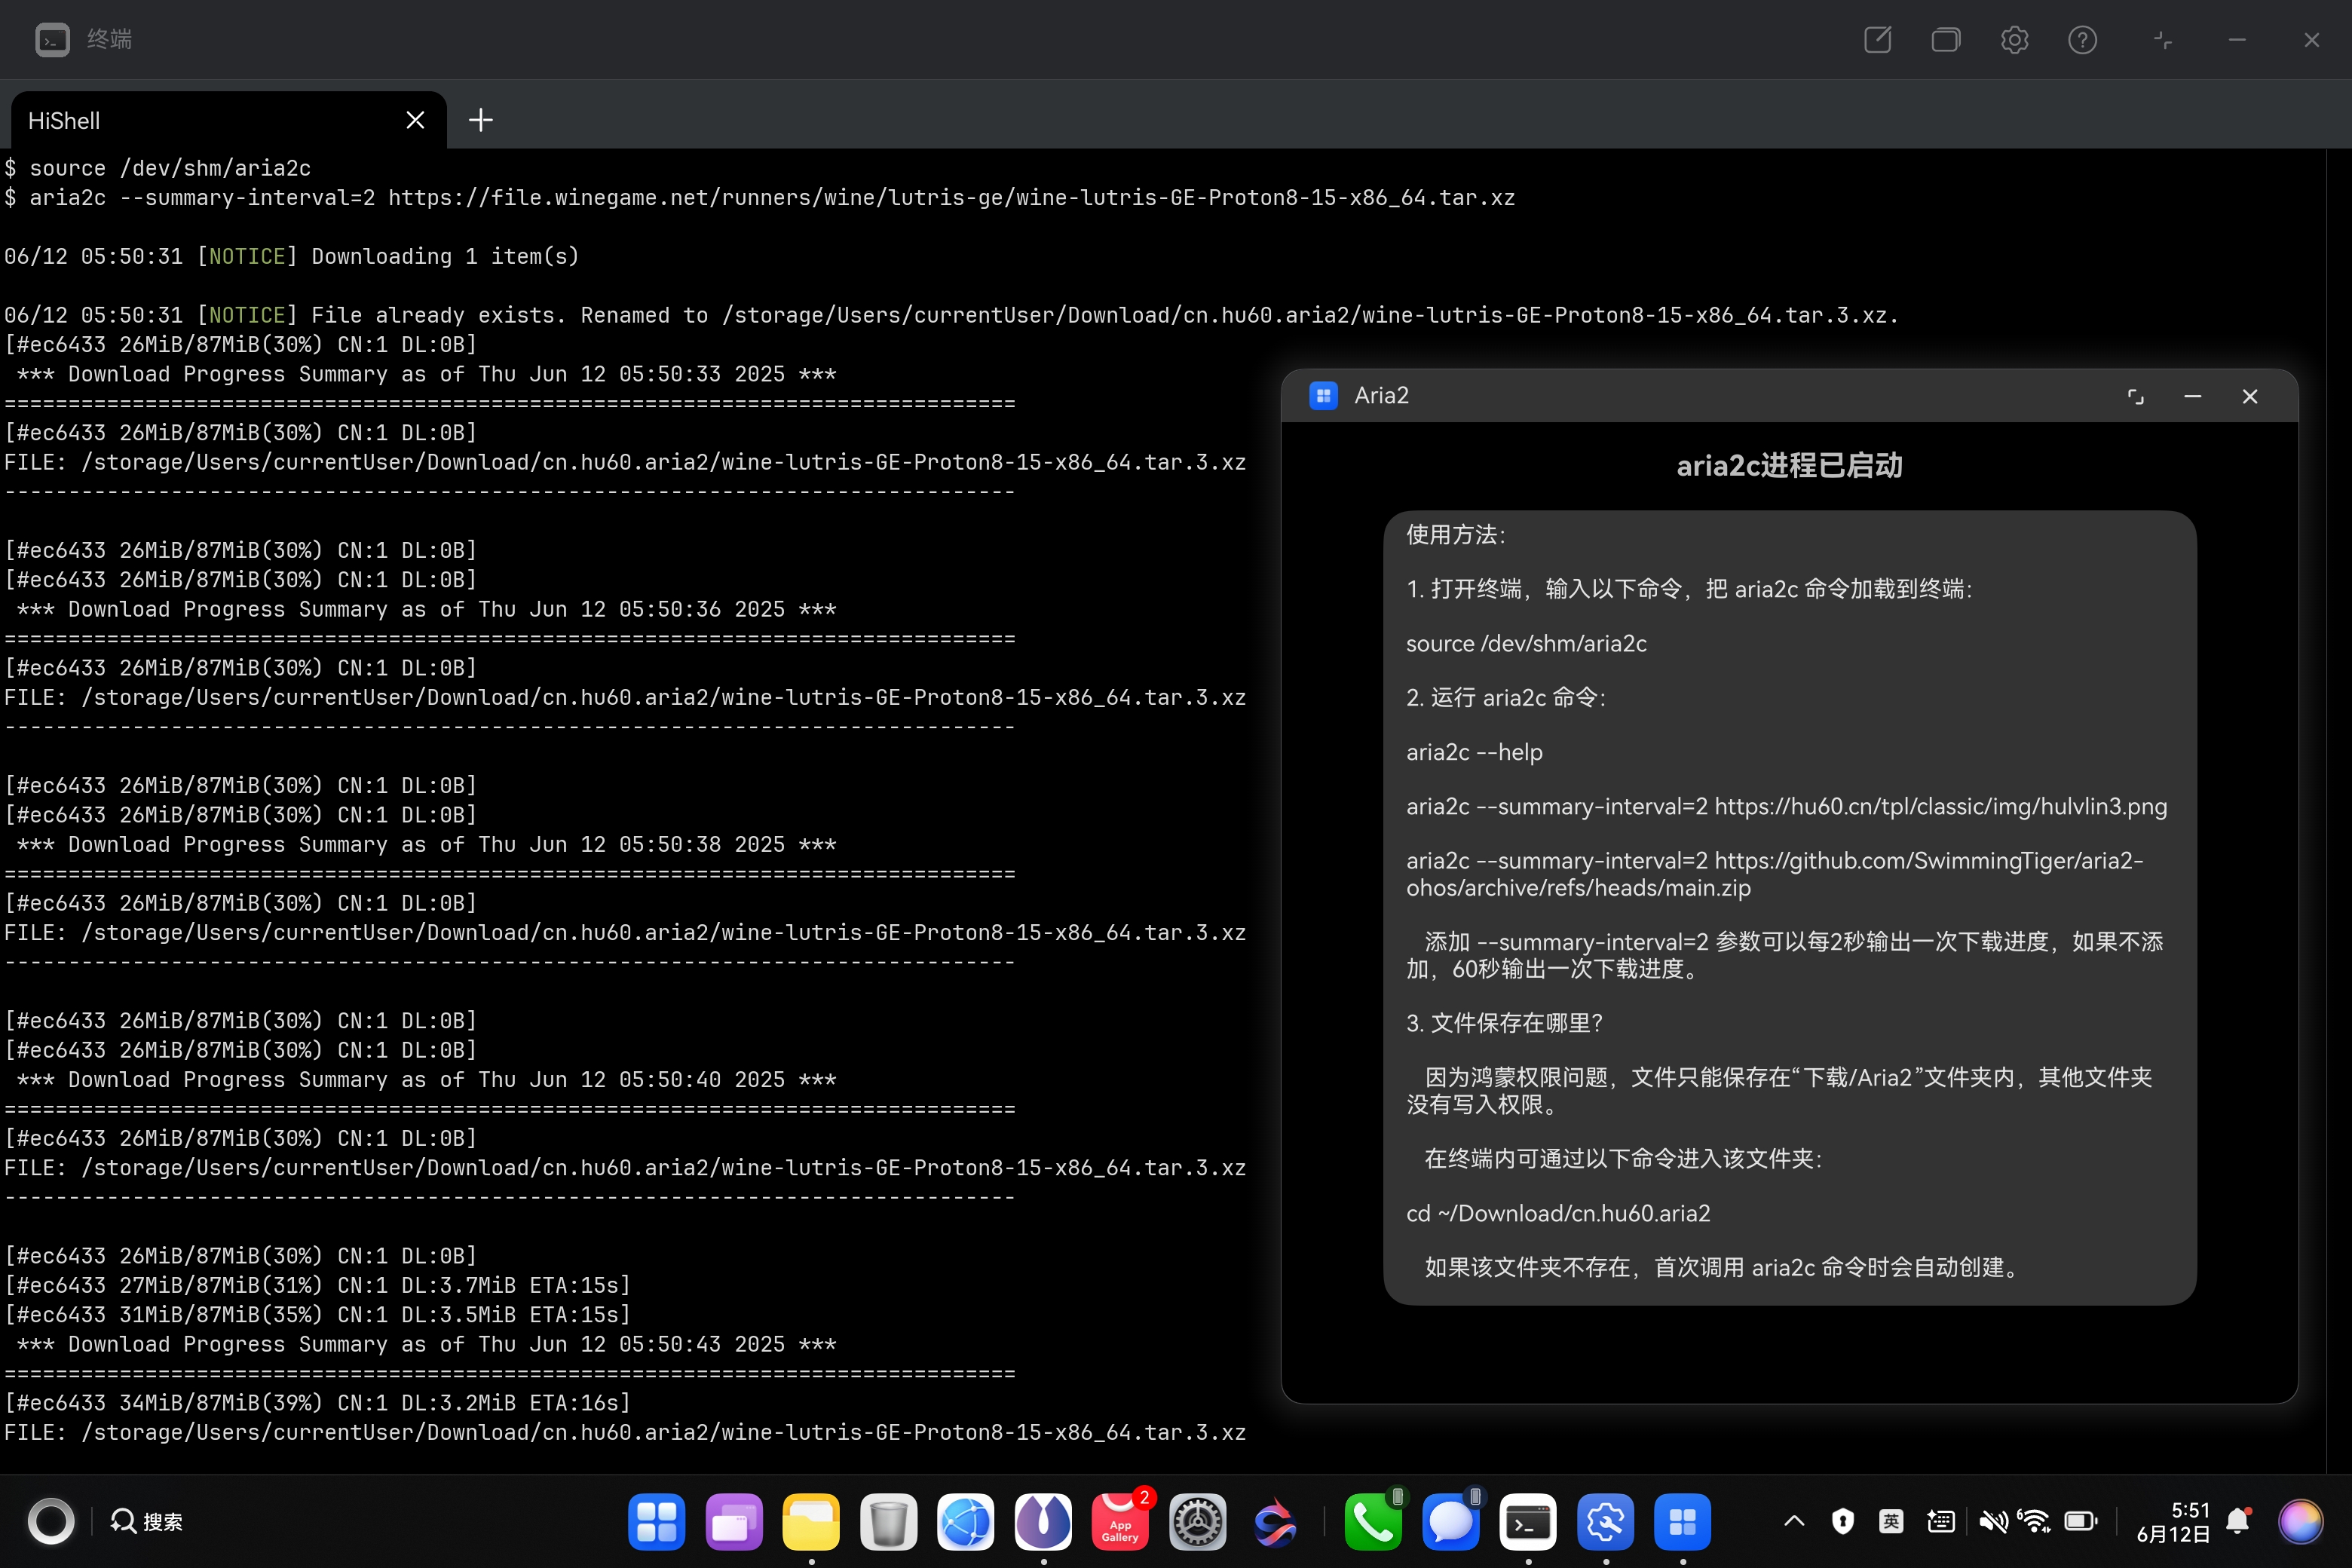 终端
HiShell
$ source /dev/shm/aria2c
$ aria2c --summary-interval=2 https://file.winegame.net/runners/wine/lutris-ge/wine-lutris-GE-Proton8-15-x86_64.tar.xz
06/12 05:50:31 [NOTICE] Downloading 1 item(s)
06/12 05:50:31 [NOTICE] File already exists. Renamed to /storage/Users/currentUser/Download/cn.hu60.aria2/wine-lutris-GE-Proton8-15-x86_64.tar.3.xz.
[#ec6433 26MiB/87MiB(30%) CN:1 DL:0B]
*** Download Progress Summary as of Thu Jun 12 05:50:33 2025 ***
===============================================================================
[#ec6433 26MiB/87MiB(30%) CN:1 DL:0B]
FILE: /storage/Users/currentUser/Download/cn.hu60.aria2/wine-lutris-GE-Proton8-15-x86_64.tar.3.xz
-------------------------------------------------------------------------------
[#ec6433 26MiB/87MiB(30%) CN:1 DL:0B]
[#ec6433 26MiB/87MiB(30%) CN:1 DL:0B]
*** Download Progress Summary as of Thu Jun 12 05:50:36 2025 ***
===============================================================================
[#ec6433 26MiB/87MiB(30%) CN:1 DL:0B]
FILE: /storage/Users/currentUser/Download/cn.hu60.aria2/wine-lutris-GE-Proton8-15-x86_64.tar.3.xz
-------------------------------------------------------------------------------
[#ec6433 26MiB/87MiB(30%) CN:1 DL:0B]
[#ec6433 26MiB/87MiB(30%) CN:1 DL:0B]
*** Download Progress Summary as of Thu Jun 12 05:50:38 2025 ***
===============================================================================
[#ec6433 26MiB/87MiB(30%) CN:1 DL:0B]
FILE: /storage/Users/currentUser/Download/cn.hu60.aria2/wine-lutris-GE-Proton8-15-x86_64.tar.3.xz
-------------------------------------------------------------------------------
[#ec6433 26MiB/87MiB(30%) CN:1 DL:0B]
[#ec6433 26MiB/87MiB(30%) CN:1 DL:0B]
*** Download Progress Summary as of Thu Jun 12 05:50:40 2025 ***
===============================================================================
[#ec6433 26MiB/87MiB(30%) CN:1 DL:0B]
FILE: /storage/Users/currentUser/Download/cn.hu60.aria2/wine-lutris-GE-Proton8-15-x86_64.tar.3.xz
-------------------------------------------------------------------------------
[#ec6433 26MiB/87MiB(30%) CN:1 DL:0B]
[#ec6433 27MiB/87MiB(31%) CN:1 DL:3.7MiB ETA:15s]
[#ec6433 31MiB/87MiB(35%) CN:1 DL:3.5MiB ETA:15s]
*** Download Progress Summary as of Thu Jun 12 05:50:43 2025 ***
===============================================================================
[#ec6433 34MiB/87MiB(39%) CN:1 DL:3.2MiB ETA:16s]
FILE: /storage/Users/currentUser/Download/cn.hu60.aria2/wine-lutris-GE-Proton8-15-x86_64.tar.3.xz
Aria2
aria2c进程已启动
使用方法：
1. 打开终端，输入以下命令，把 aria2c 命令加载到终端：
source /dev/shm/aria2c
2. 运行 aria2c 命令：
aria2c --help
aria2c --summary-interval=2 https://hu60.cn/tpl/classic/img/hulvlin3.png
aria2c --summary-interval=2 https://github.com/SwimmingTiger/aria2-
ohos/archive/refs/heads/main.zip
添加 --summary-interval=2 参数可以每2秒输出一次下载进度，如果不添
加，60秒输出一次下载进度。
3. 文件保存在哪里？
因为鸿蒙权限问题，文件只能保存在“下载/Aria2”文件夹内，其他文件夹
没有写入权限。
在终端内可通过以下命令进入该文件夹：
cd ~/Download/cn.hu60.aria2
如果该文件夹不存在，首次调用 aria2c 命令时会自动创建。
搜索
App
Gallery
2
英
6
5:51
6月12日